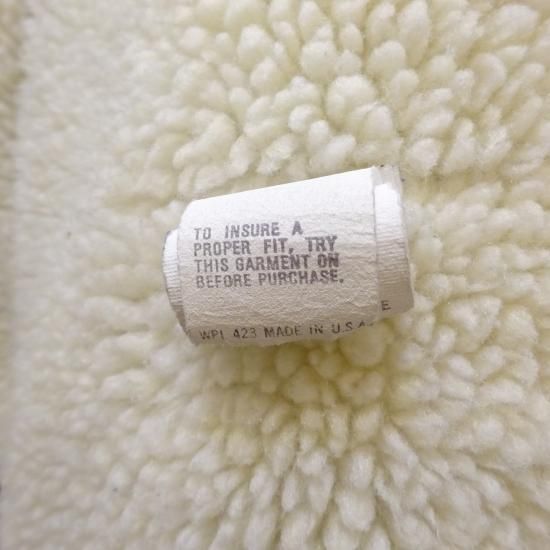 TO INSURE A
PROPER FIT, TRY
THIS GARMENT ON
BEFORE PURCHASE.
E
WPL 423 MADE IN U.S.A.